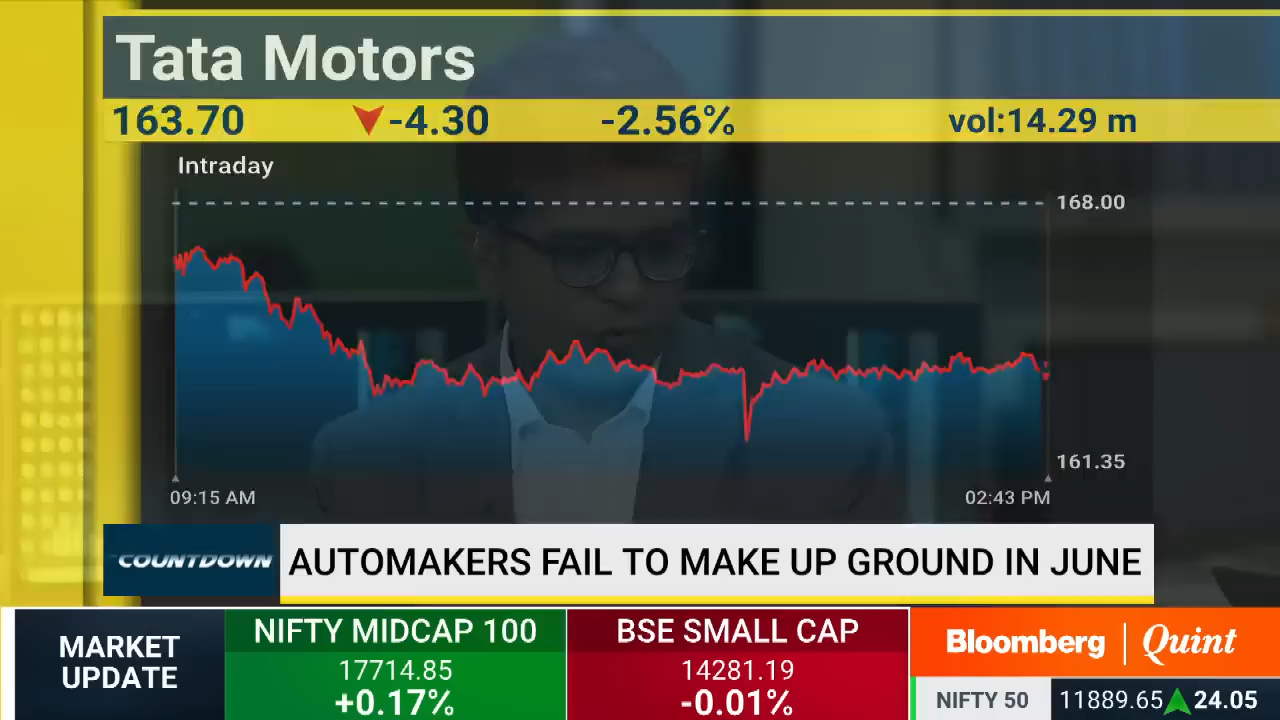 Tata Motors
163.70 ▼ -4.30 -2.56% vol:14.29 m
Intraday
168.00
161.35
09:15 AM 02:43 PM
COUNTDOWN
AUTOMAKERS FAIL TO MAKE UP GROUND IN JUNE
MARKET
UPDATE
NIFTY MIDCAP 100
17714.85
+0.17%
BSE SMALL CAP
14281.19
-0.01%
Bloomberg | Quint
NIFTY 50 11889.65 ▲ 24.05